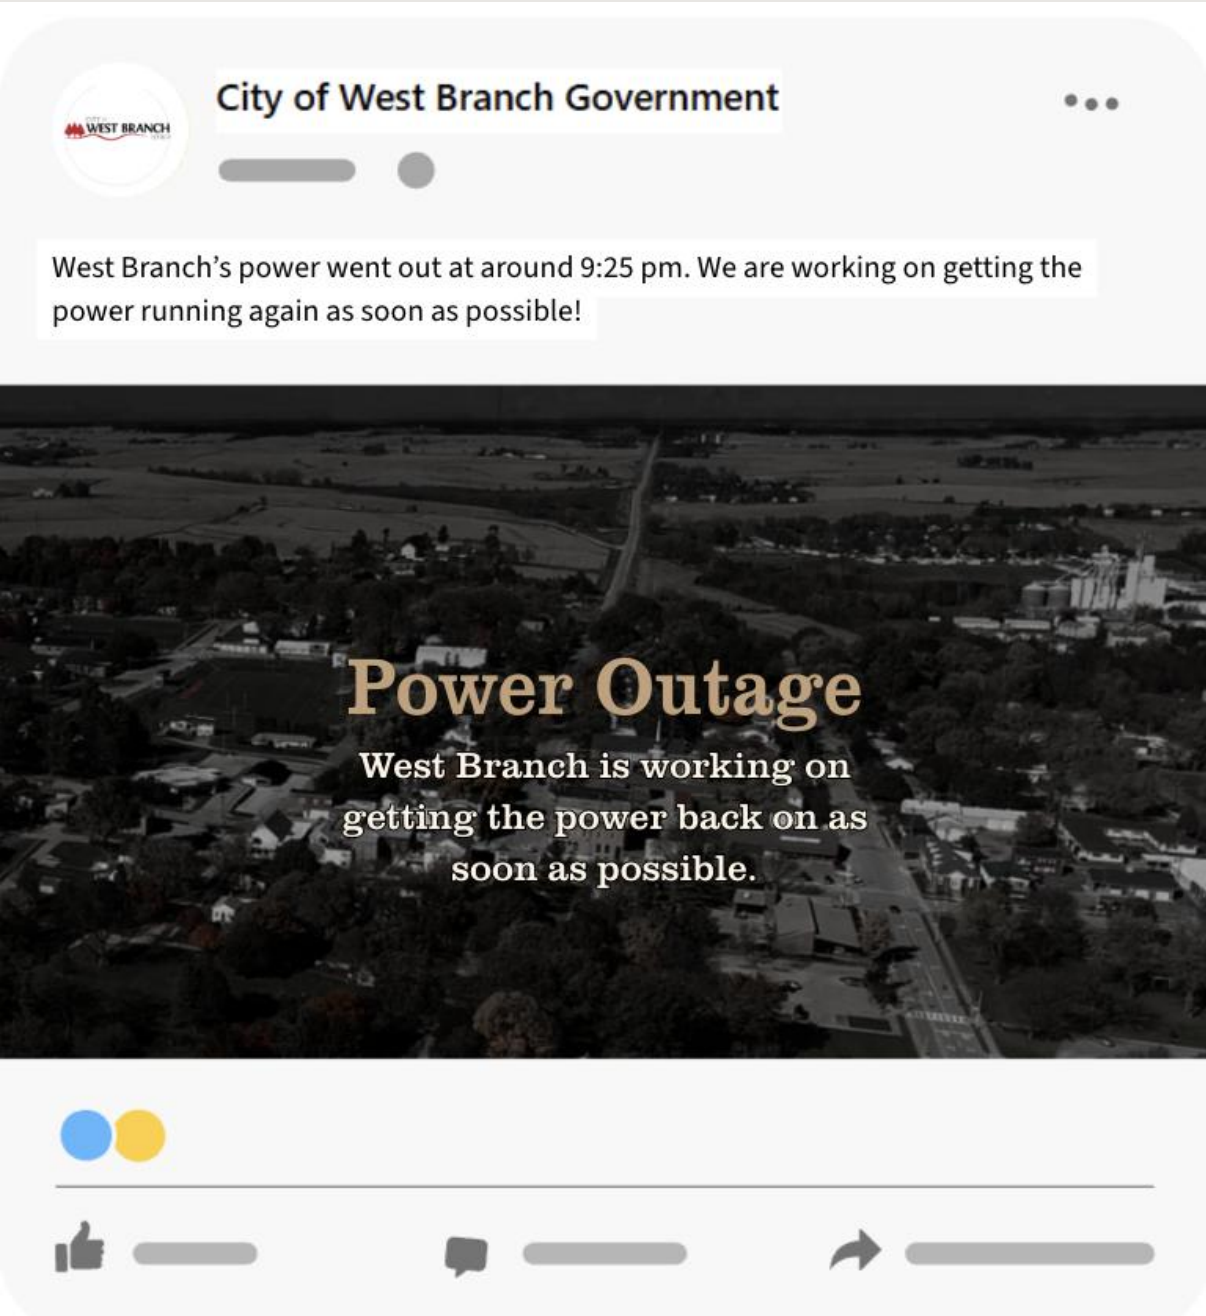 City of West Branch Government
WEST BRANCH
West Branch’s power went out at around 9:25 pm. We are working on getting the
power running again as soon as possible!
Power Outage
West Branch is working on
getting the power back on as
soon as possible.